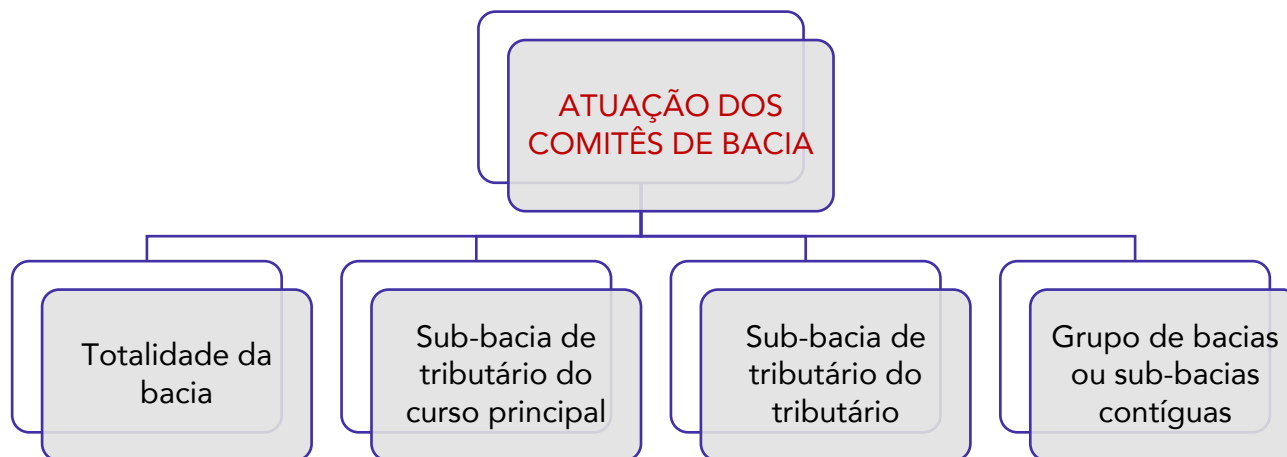 ATUAÇÃO DOS
COMITÊS DE BACIA
Totalidade da
bacia
Sub-bacia de
tributário do
curso principal
Sub-bacia de
tributário do
tributário
Grupo de bacias
ou sub-bacias
contíguas